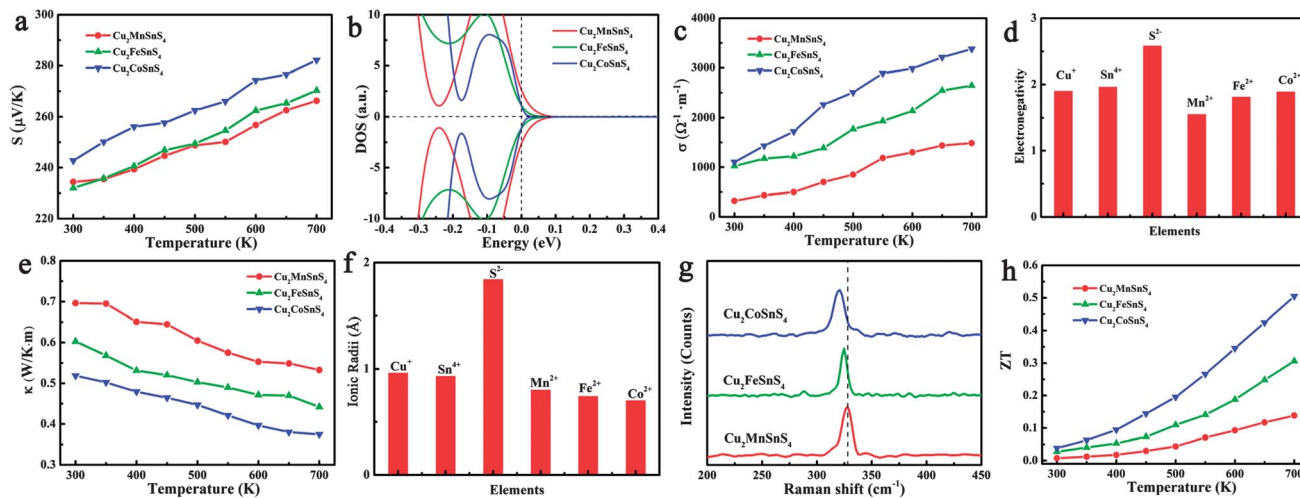 a
Cu2MnSnS4
Cu2FeSnS4
Cu2CoSnS4
S (μV/K)
300
290
280
270
260
250
240
230
220
300 400 500 600 700
Temperature (K)
b
Cu2MnSnS4
Cu2FeSnS4
Cu2CoSnS4
DOS (a.u.)
10
5
0
-5
-10
-0.4 -0.3 -0.2 -0.1 0.0 0.1 0.2 0.3 0.4
Energy (eV)
c
Cu2MnSnS4
Cu2FeSnS4
Cu2CoSnS4
σ (Ω-1·m-1)
4000
3000
2000
1000
0
300 400 500 600 700
Temperature (K)
d
Electronegativity
3
2
1
0
Cu+
Sn4+
S2-
Mn2+
Fe2+
Co2+
Elements
e
Cu2MnSnS4
Cu2FeSnS4
Cu2CoSnS4
κ (W/K·m)
0.8
0.7
0.6
0.5
0.4
0.3
300 400 500 600 700
Temperature (K)
f
Ionic Radii (Å)
2
1
0
Cu+
Sn4+
S2-
Mn2+
Fe2+
Co2+
Elements
g
Intensity (Counts)
Cu2CoSnS4
Cu2FeSnS4
Cu2MnSnS4
200 250 300 350 400 450
Raman shift (cm-1)
h
Cu2MnSnS4
Cu2FeSnS4
Cu2CoSnS4
ZT
0.6
0.5
0.4
0.3
0.2
0.1
0.0
300 400 500 600 700
Temperature (K)